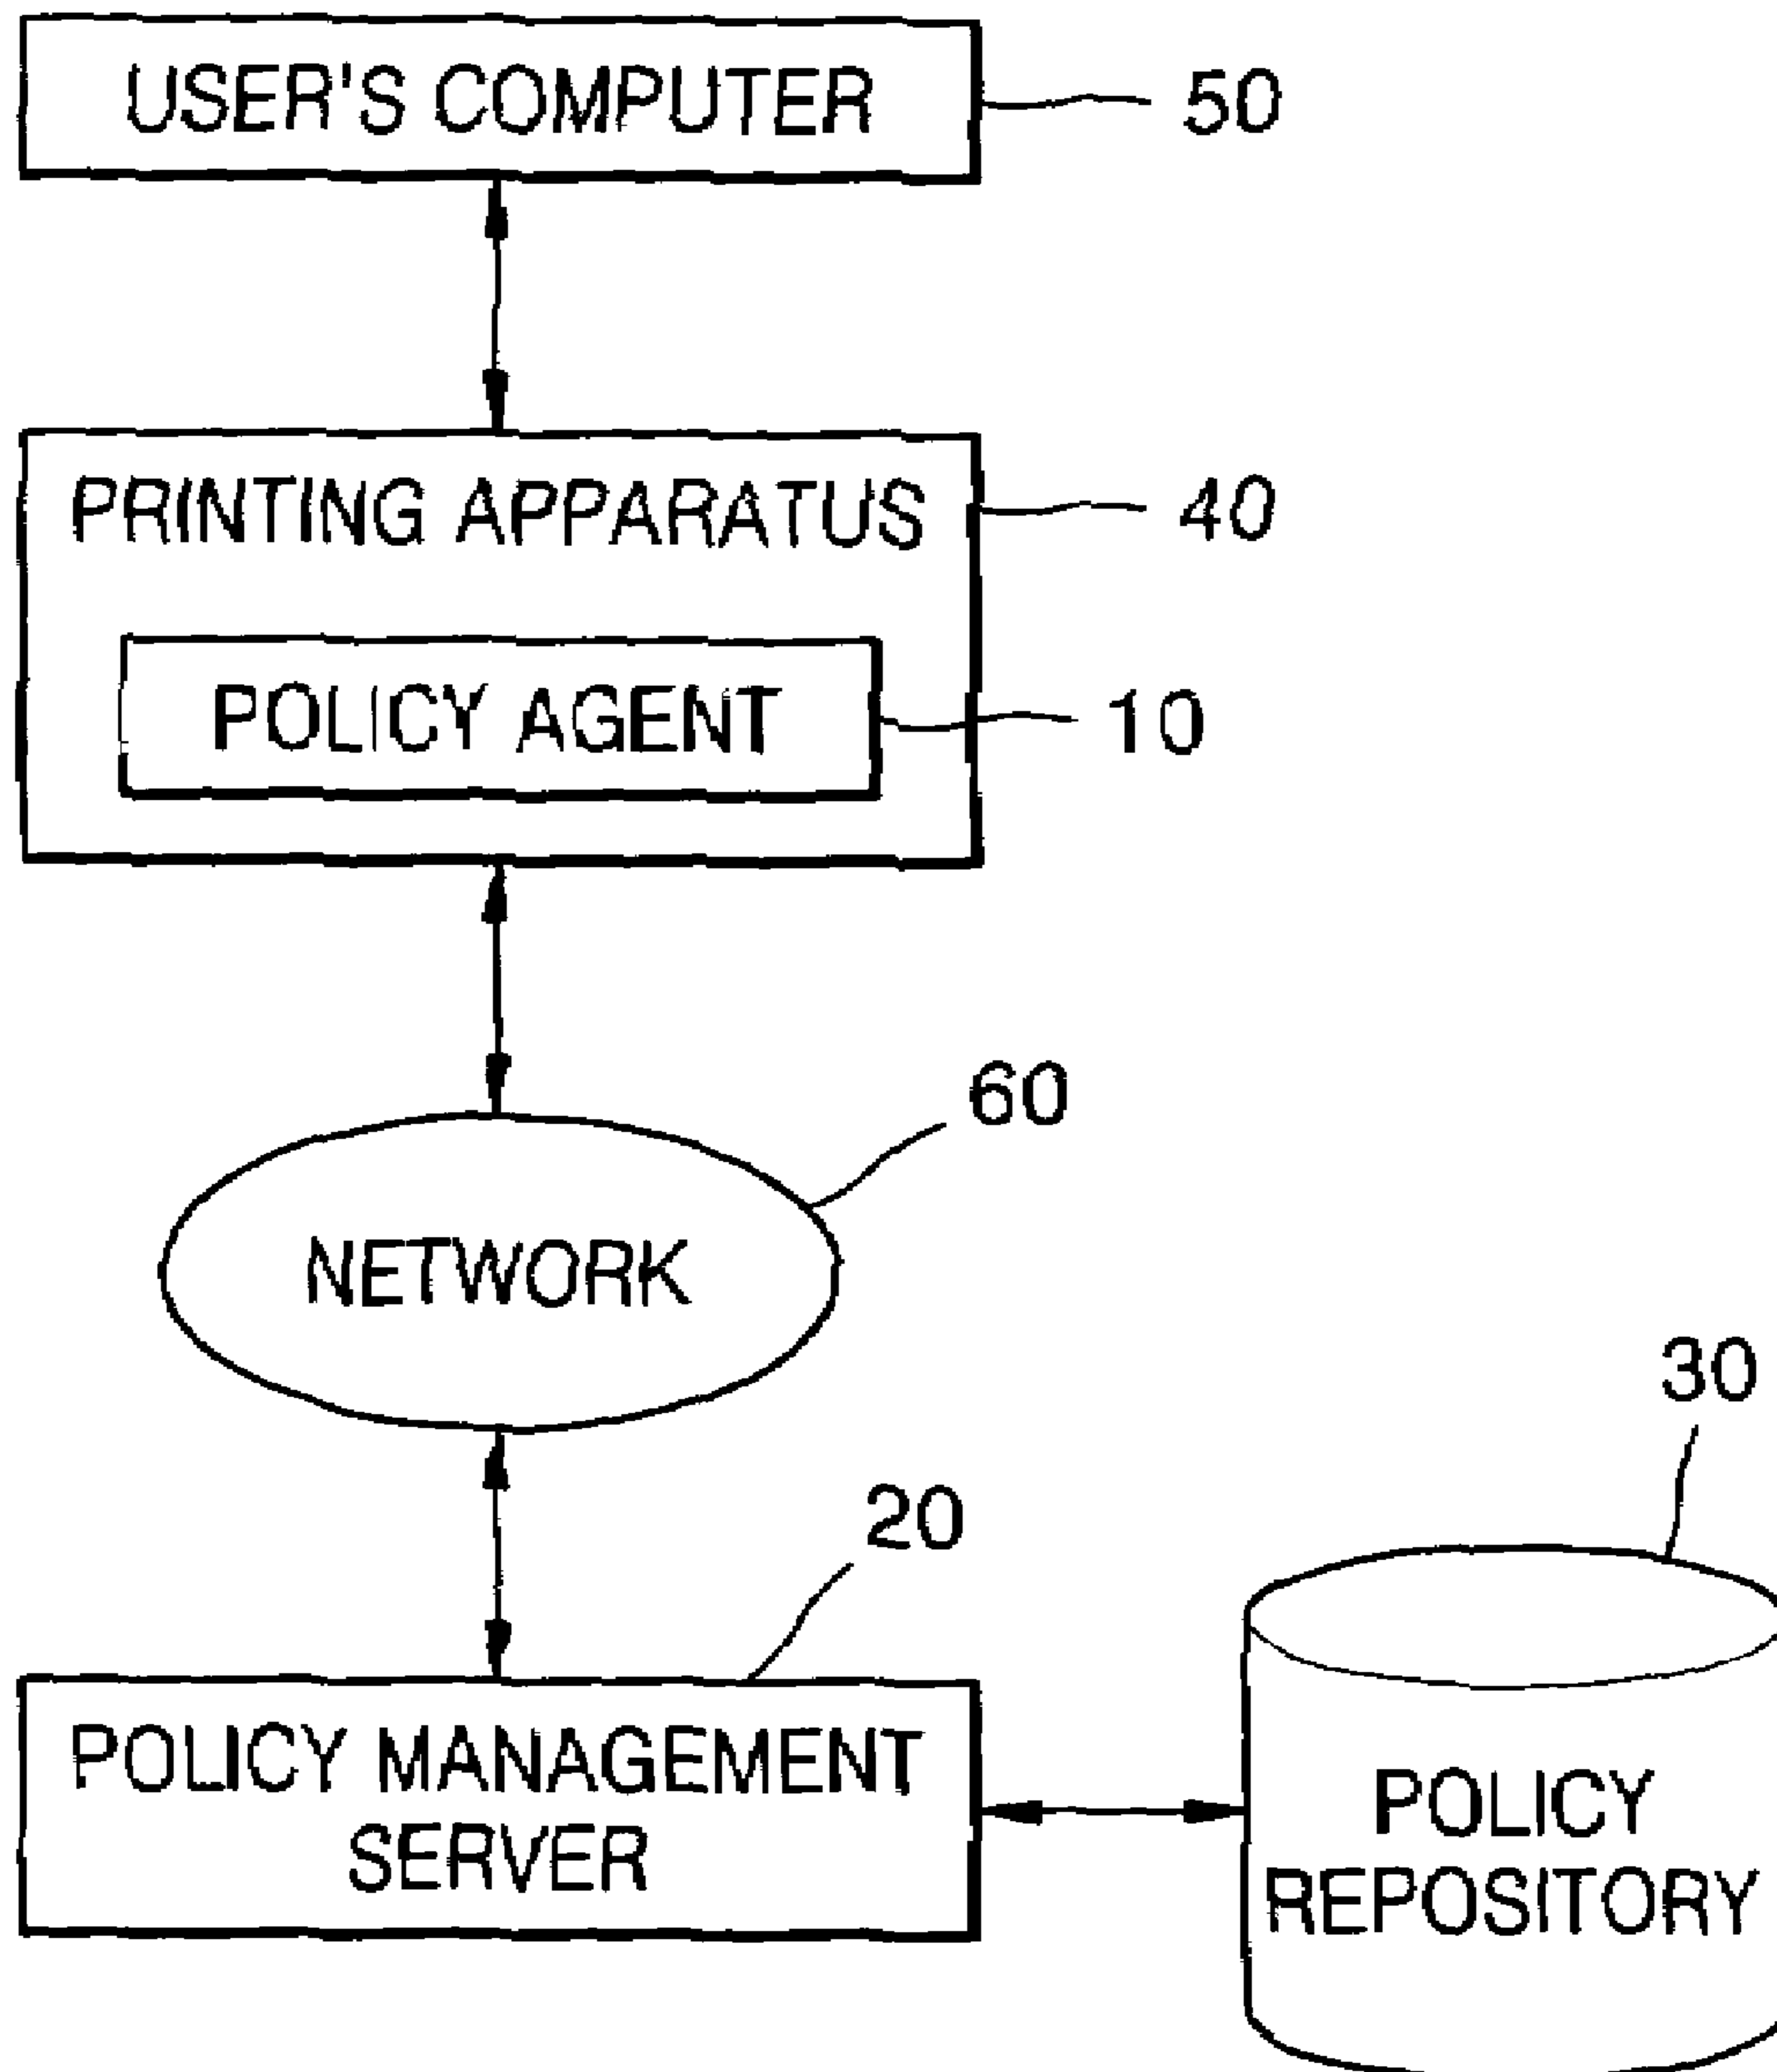 USER'S COMPUTER
50
PRINTING APPARATUS
40
POLICY AGENT
10
60
NETWORK
30
20
POLICY MANAGEMENT
SERVER
POLICY
REPOSITORY